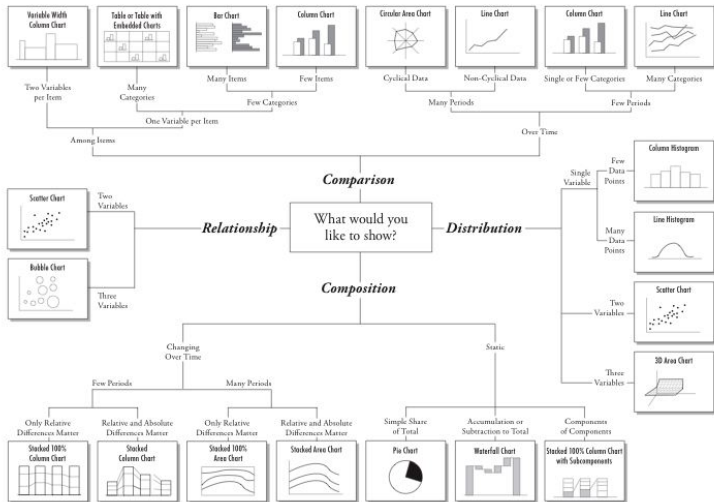 Variable Width
Column Chart
Table or Table with
Embedded Charts
Bar Chart
Column Chart
Circular Area Chart
Line Chart
Column Chart
Line Chart
Two Variables
per Item
Many
Categories
Many Items
Few Items
Cyclical Data
Non-Cyclical Data
Single or Few Categories
Many Categories
Few Categories
Many Periods
Few Periods
One Variable per Item
Over Time
Among Items
Comparison
What would you
like to show?
Relationship
Two
Variables
Scatter Chart
Three
Variables
Bubble Chart
Distribution
Single
Variable
Few
Data
Points
Column Histogram
Many
Data
Points
Line Histogram
Two
Variables
Scatter Chart
Three
Variables
3D Area Chart
Composition
Changing
Over Time
Static
Few Periods
Many Periods
Only Relative
Differences Matter
Relative and Absolute
Differences Matter
Only Relative
Differences Matter
Relative and Absolute
Differences Matter
Simple Share
of Total
Accumulation or
Subtraction to Total
Components
of Components
Stacked 100%
Column Chart
Stacked
Column Chart
Stacked 100%
Area Chart
Stacked Area Chart
Pie Chart
Waterfall Chart
Stacked 100% Column Chart
with Subcomponents